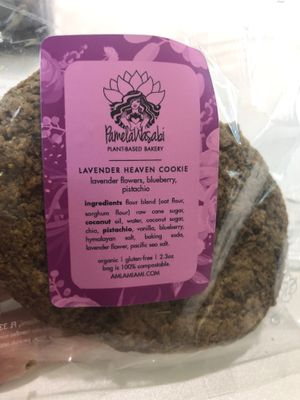 PamelaWasabi
PLANT-BASED BAKERY
LAVENDER HEAVEN COOKIE
lavender flowers, blueberry,
pistachio
ingredients flour blend (oat flour,
sorghum flour) raw cane sugar,
coconut oil, water, coconut sugar,
chia, pistachio, vanilla, blueberry,
hymalayan salt, baking soda,
lavender flower, pacific sea salt.
organic | gluten-free | 2.3oz
bag is 100% compostable.
AMLAMIAMI.COM